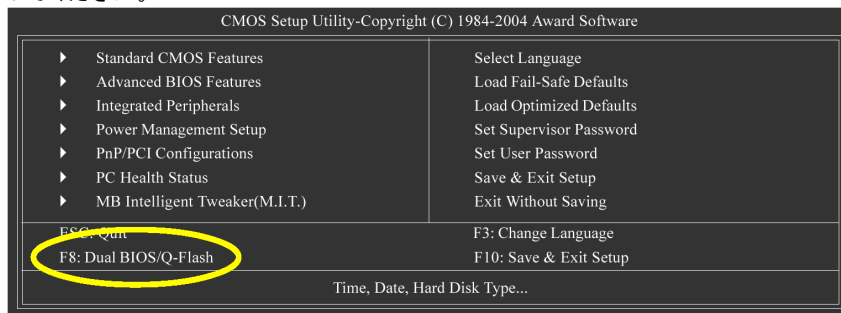 CMOS Setup Utility-Copyright (C) 1984-2004 Award Software
Standard CMOS Features
Advanced BIOS Features
Integrated Peripherals
Power Management Setup
PnP/PCI Configurations
PC Health Status
MB Intelligent Tweaker(M.I.T.)
Select Language
Load Fail-Safe Defaults
Load Optimized Defaults
Set Supervisor Password
Set User Password
Save & Exit Setup
Exit Without Saving
ESC: Quit
F8: Dual BIOS/Q-Flash
F3: Change Language
F10: Save & Exit Setup
Time, Date, Hard Disk Type...